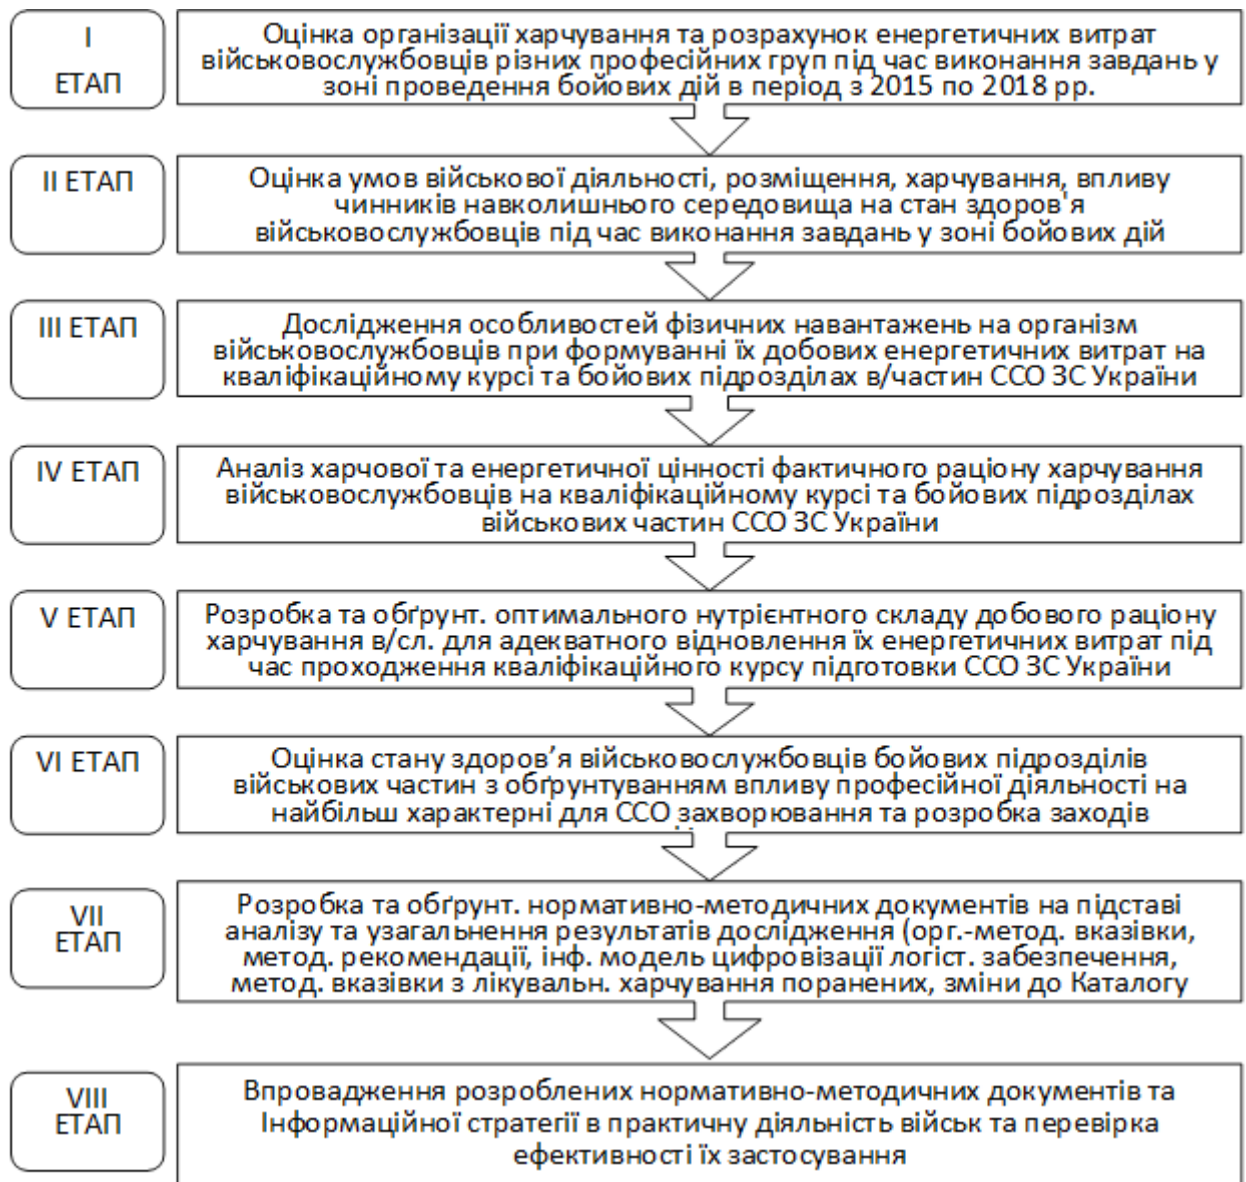 I
ЕТАП
Оцінка організації харчування та розрахунок енергетичних витрат
військовослужбовців різних професійних груп під час виконання завдань у
зоні проведення бойових дій в період з 2015 по 2018 рр.
II ЕТАП
Оцінка умов військової діяльності, розміщення, харчування, впливу
чинників навколишнього середовища на стан здоров'я
військовослужбовців під час виконання завдань у зоні бойових дій
III ЕТАП
Дослідження особливостей фізичних навантажень на організм
військовослужбовців при формуванні їх добових енергетичних витрат на
кваліфікаційному курсі та бойових підрозділах в/частин ССО ЗС України
IV ЕТАП
Аналіз харчової та енергетичної цінності фактичного раціону харчування
військовослужбовців на кваліфікаційному курсі та бойових підрозділах
військових частин ССО ЗС України
V ЕТАП
Розробка та обґрунт. оптимального нутрієнтного складу добового раціону
харчування в/сл. для адекватного відновлення їх енергетичних витрат під
час проходження кваліфікаційного курсу підготовки ССО ЗС України
VI ЕТАП
Оцінка стану здоров’я військовослужбовців бойових підрозділів
військових частин з обґрунтуванням впливу професійної діяльності на
найбільш характерні для ССО захворювання та розробка заходів
VII
ЕТАП
Розробка та обґрунт. нормативно-методичних документів на підставі
аналізу та узагальнення результатів дослідження (орг.-метод. вказівки,
метод. рекомендації, інф. модель цифровізації логіст. забезпечення,
метод. вказівки з лікувальн. харчування поранених, зміни до Каталогу
VIII
ЕТАП
Впровадження розроблених нормативно-методичних документів та
Інформаційної стратегії в практичну діяльність військ та перевірка
ефективності їх застосування